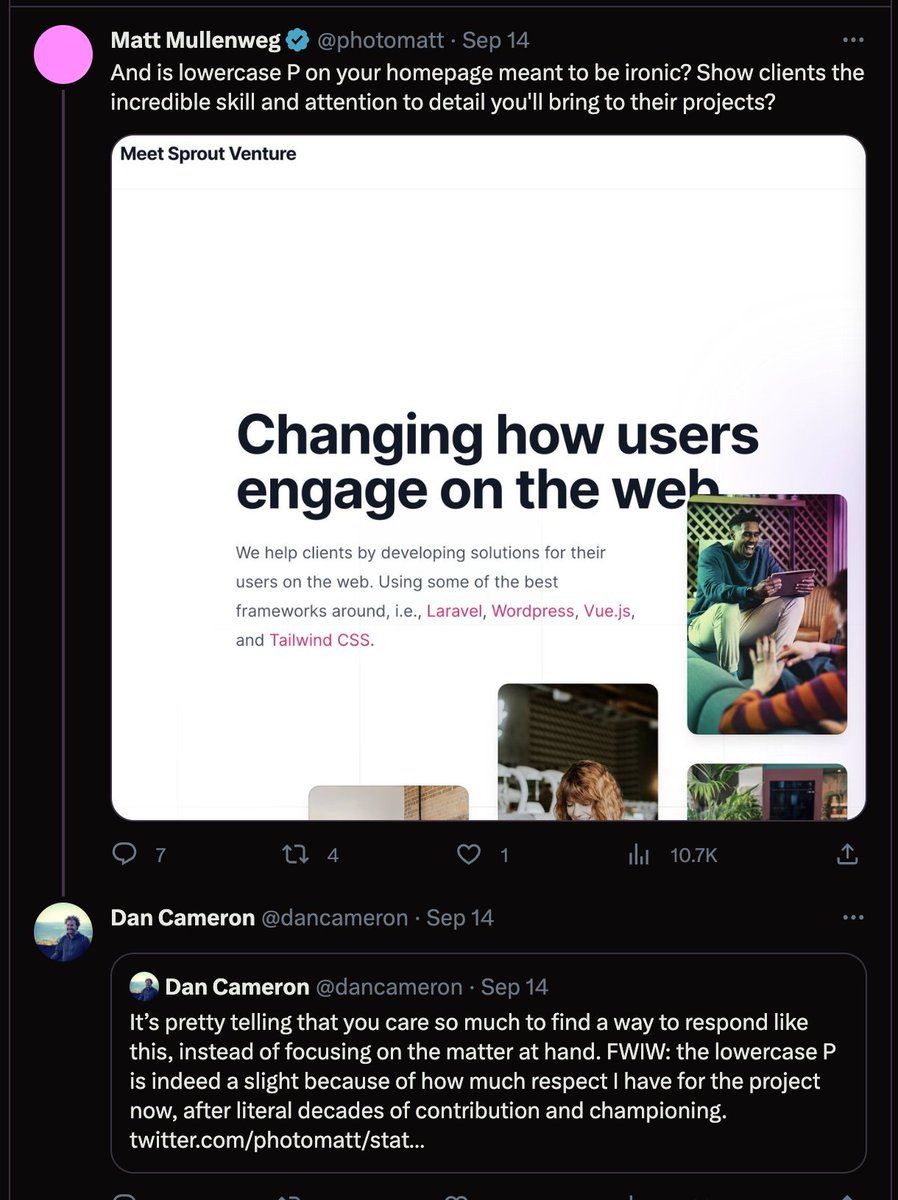 Matt Mullenweg @photomatt · Sep 14
And is lowercase P on your homepage meant to be ironic? Show clients the
incredible skill and attention to detail you'll bring to their projects?
Meet Sprout Venture
Changing how users
engage on the web
We help clients by developing solutions for their
users on the web. Using some of the best
frameworks around, i.e., Laravel, Wordpress, Vue.js,
and Tailwind CSS.
7 4 1 10.7K
Dan Cameron @dancameron · Sep 14
Dan Cameron @dancameron · Sep 14
It’s pretty telling that you care so much to find a way to respond like
this, instead of focusing on the matter at hand. FWIW: the lowercase P
is indeed a slight because of how much respect I have for the project
now, after literal decades of contribution and championing.
twitter.com/photomatt/stat...